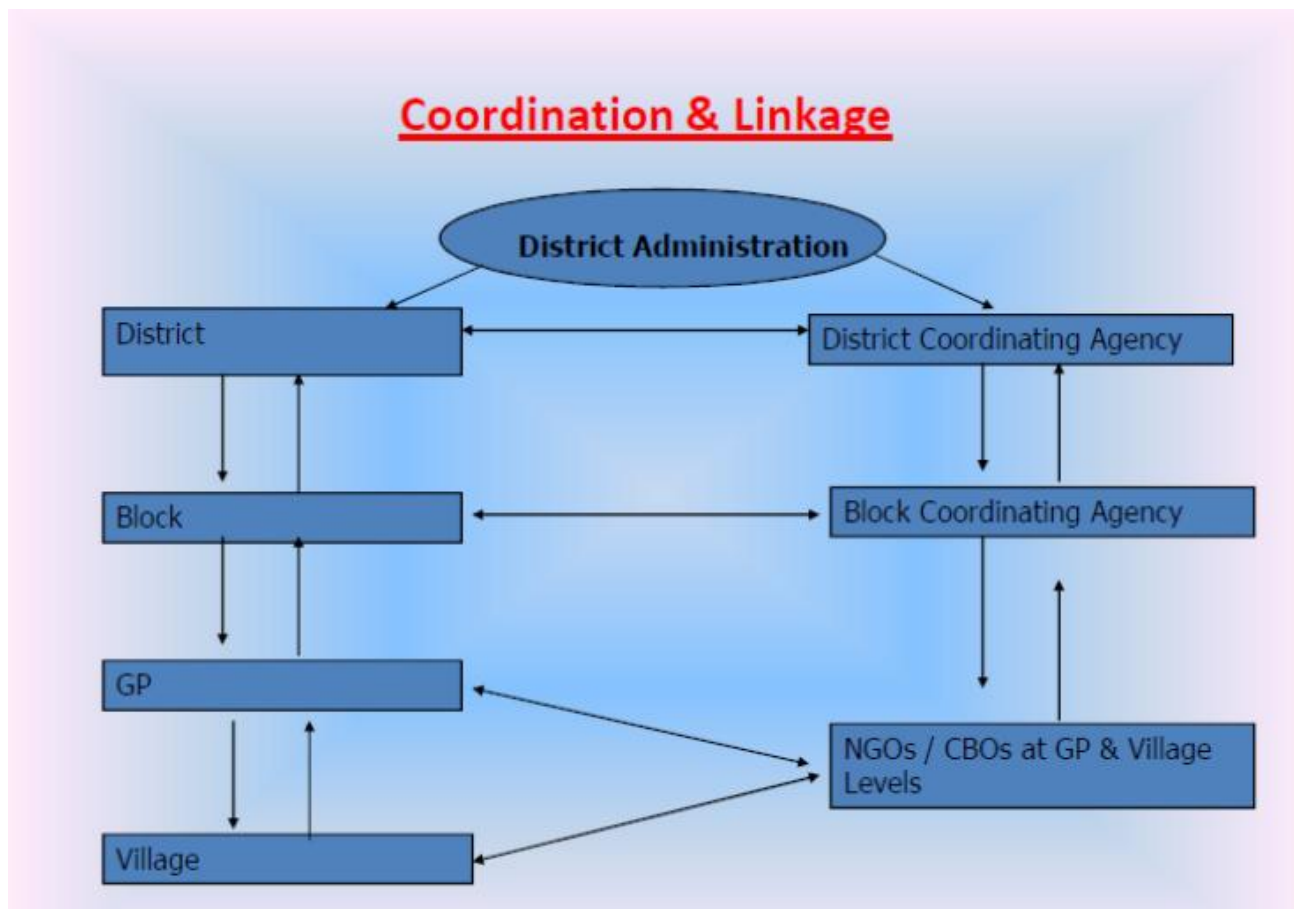 Coordination & Linkage
District Administration
District
District Coordinating Agency
Block
Block Coordinating Agency
GP
NGOs / CBOs at GP & Village
Levels
Village